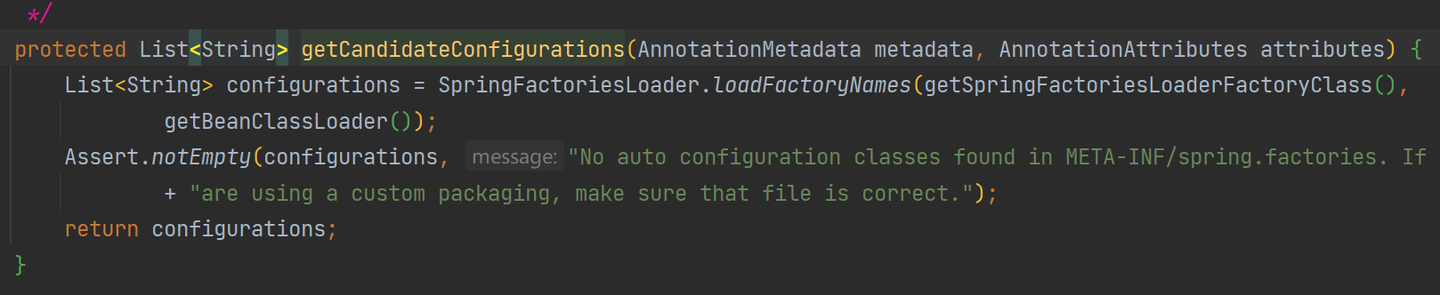 */
protected List<String> getCandidateConfigurations(AnnotationMetadata metadata, AnnotationAttributes attributes) {
List<String> configurations = SpringFactoriesLoader.loadFactoryNames(getSpringFactoriesLoaderFactoryClass(),
getBeanClassLoader());
Assert.notEmpty(configurations, message: "No auto configuration classes found in META-INF/spring.factories. If
+ "are using a custom packaging, make sure that file is correct.");
return configurations;
}